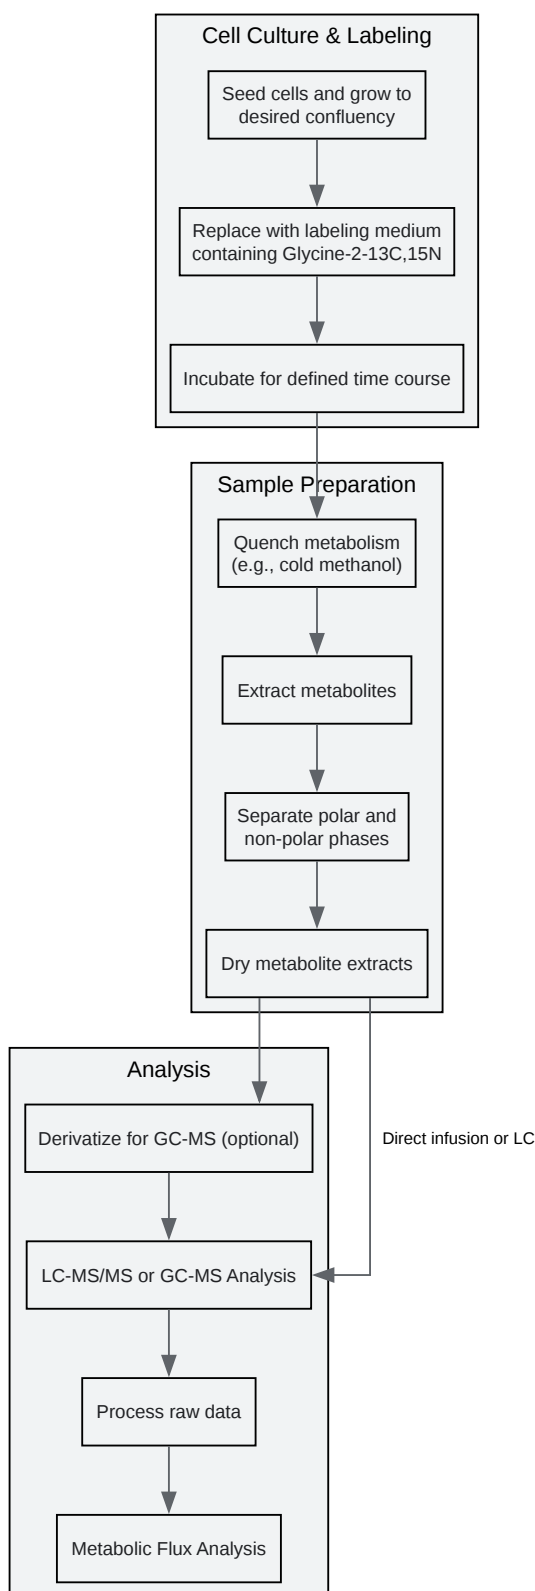 Cell Culture & Labeling
Seed cells and grow to
desired confluency
Replace with labeling medium
containing Glycine-2-13C,15N
Incubate for defined time course
Sample Preparation
Quench metabolism
(e.g., cold methanol)
Extract metabolites
Separate polar and
non-polar phases
Dry metabolite extracts
Analysis
Derivatize for GC-MS (optional)
Direct infusion or LC
LC-MS/MS or GC-MS Analysis
Process raw data
Metabolic Flux Analysis